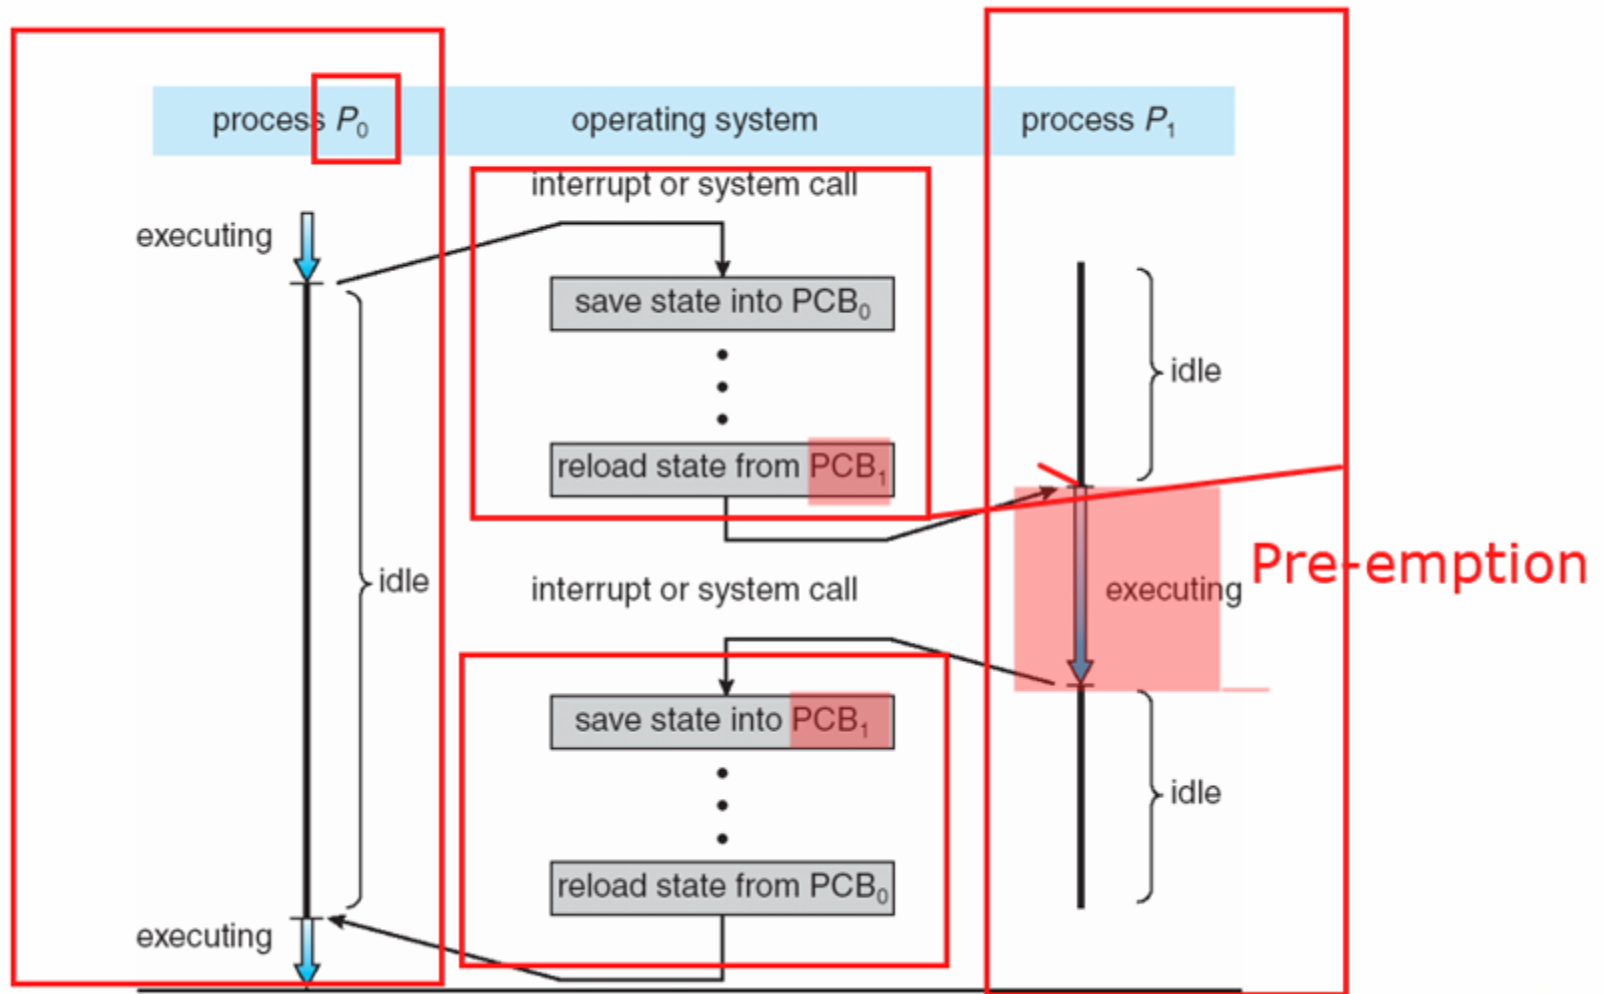 process P₀ operating system process P₁
interrupt or system call
executing
save state into PCB₀
idle
reload state from PCB₁
Pre-emption
idle
interrupt or system call
executing
save state into PCB₁
idle
reload state from PCB₀
executing